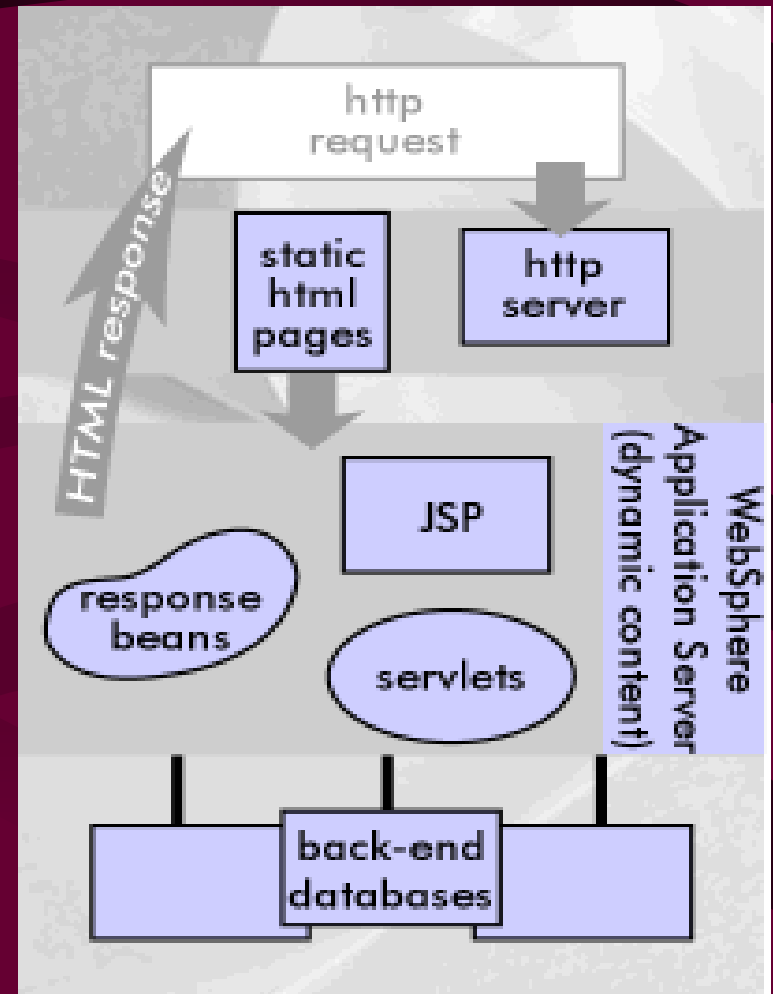 http
request
HTML response
static
html
pages
http
server
WebSphere
Application Server
(dynamic content)
JSP
response
beans
servlets
back-end
databases